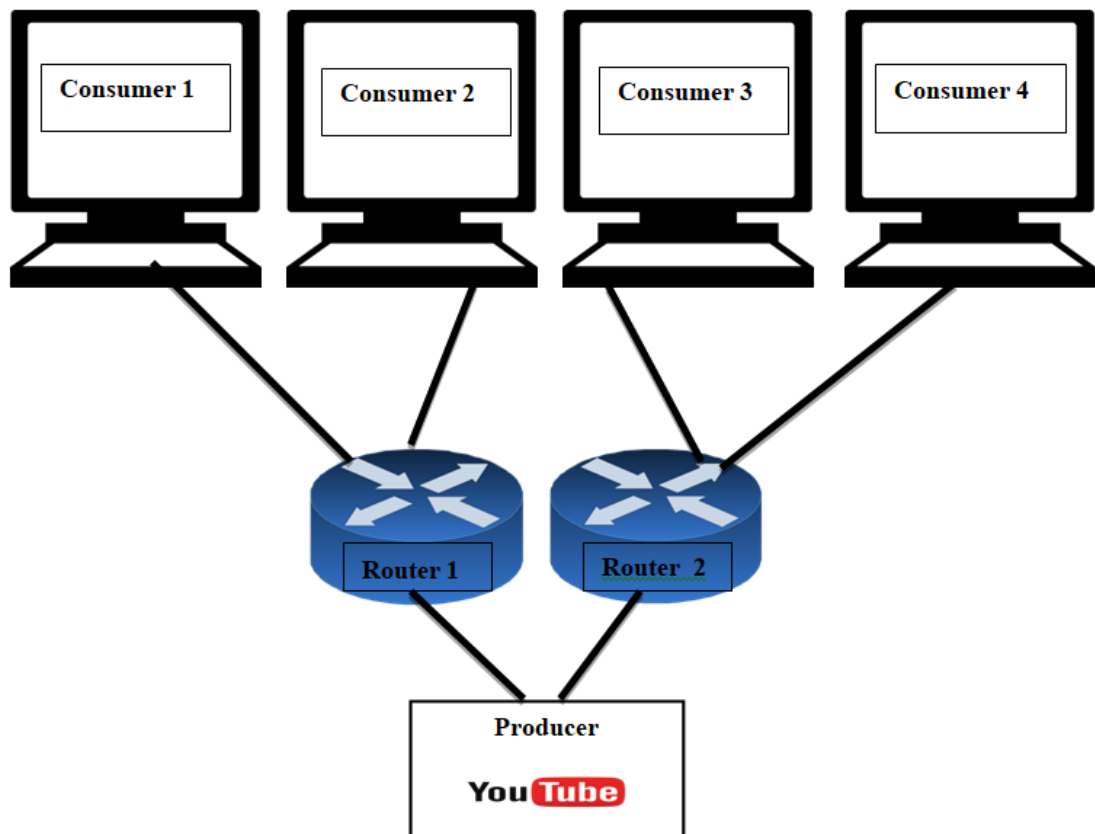 Consumer 1
Consumer 2
Consumer 3
Consumer 4
Router 1
Router 2
Producer
YouTube